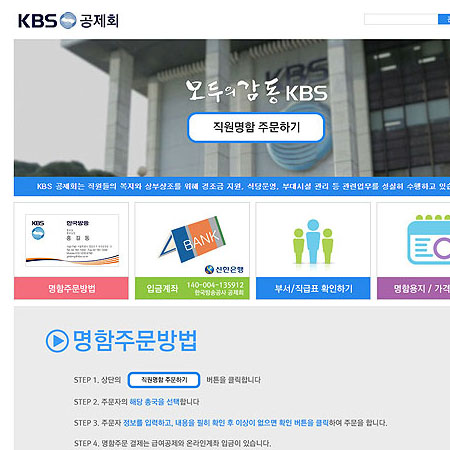 KBS 공제회
모두의 감동 KBS
직원명함 주문하기
KBS 공제회는 직원들의 복지와 상부상조를 위해 경조금 지원, 식당운영, 부대시설 관리 등 관련업무를 성실히 수행하고 있
KBS 한국방송
홍 길 동
BANK
신한은행
명함주문방법
입금계좌
140-004-135912
한국방송공사 공제회
부서/직급표 확인하기
명함용지 / 가격
명함주문방법
STEP 1. 상단의 직원명함 주문하기 버튼을 클릭합니다
STEP 2. 주문자의 해당 총국을 선택합니다
STEP 3. 주문자 정보를 입력하고, 내용을 필히 확인 후 이상이 없으면 확인 버튼을 클릭하여 주문을 합니다.
STEP 4. 명함주문 결제는 급여공제와 온라인계좌 입금이 있습니다.